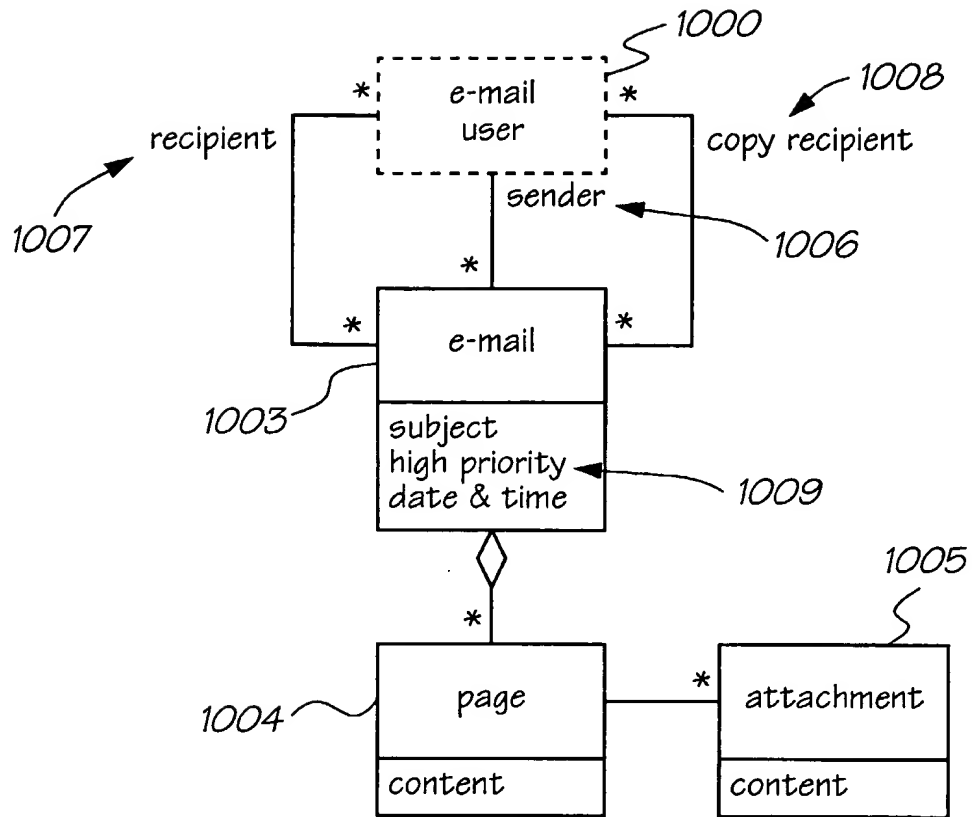 1000
* e-mail user *
1008
recipient
copy recipient
sender
1007
1006
*
* e-mail *
1003
subject
high priority
date & time
1009
1005
*
page
* attachment
1004
content
content